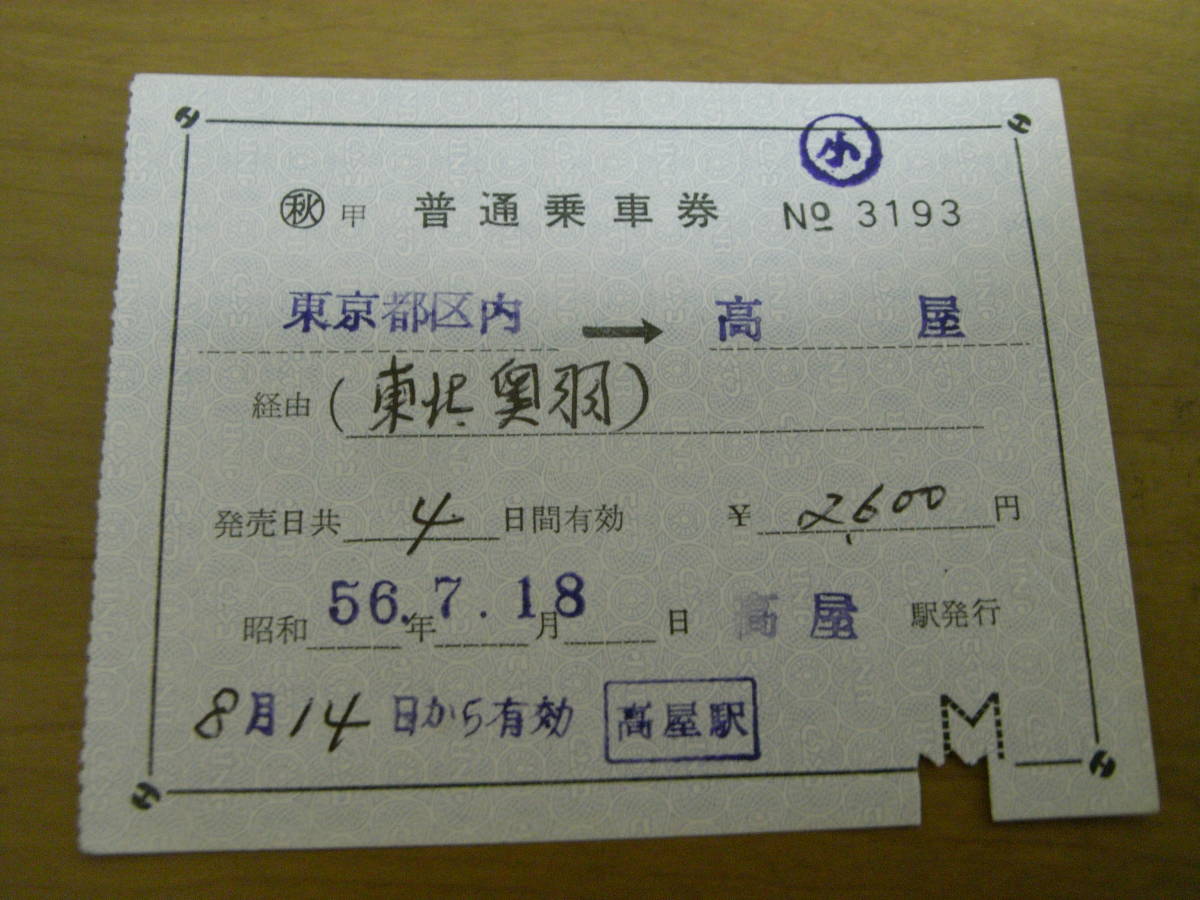 小
㊙秋 甲 普通乗車券 № 3193
東京都区内 → 高屋
経由(東北、奥羽)
発売日共 4 日間有効 ¥ 2,600 円
昭和 56.年 7.月 18 日 高屋 駅発行
8月14日から有効 高屋駅
M